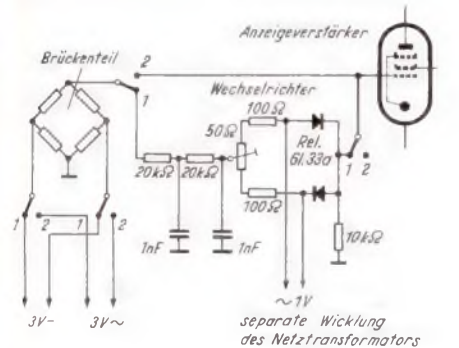 Anzeigeverstärker
2
Brückenteil
1
Wechselrichter
100Ω
50Ω
20kΩ 20kΩ
Rel. 61.33a
1 2
100Ω
1 2 1 2
1nF 1nF
10kΩ
3V– 3V~
~ 1V
separate Wicklung
des Netztransformators